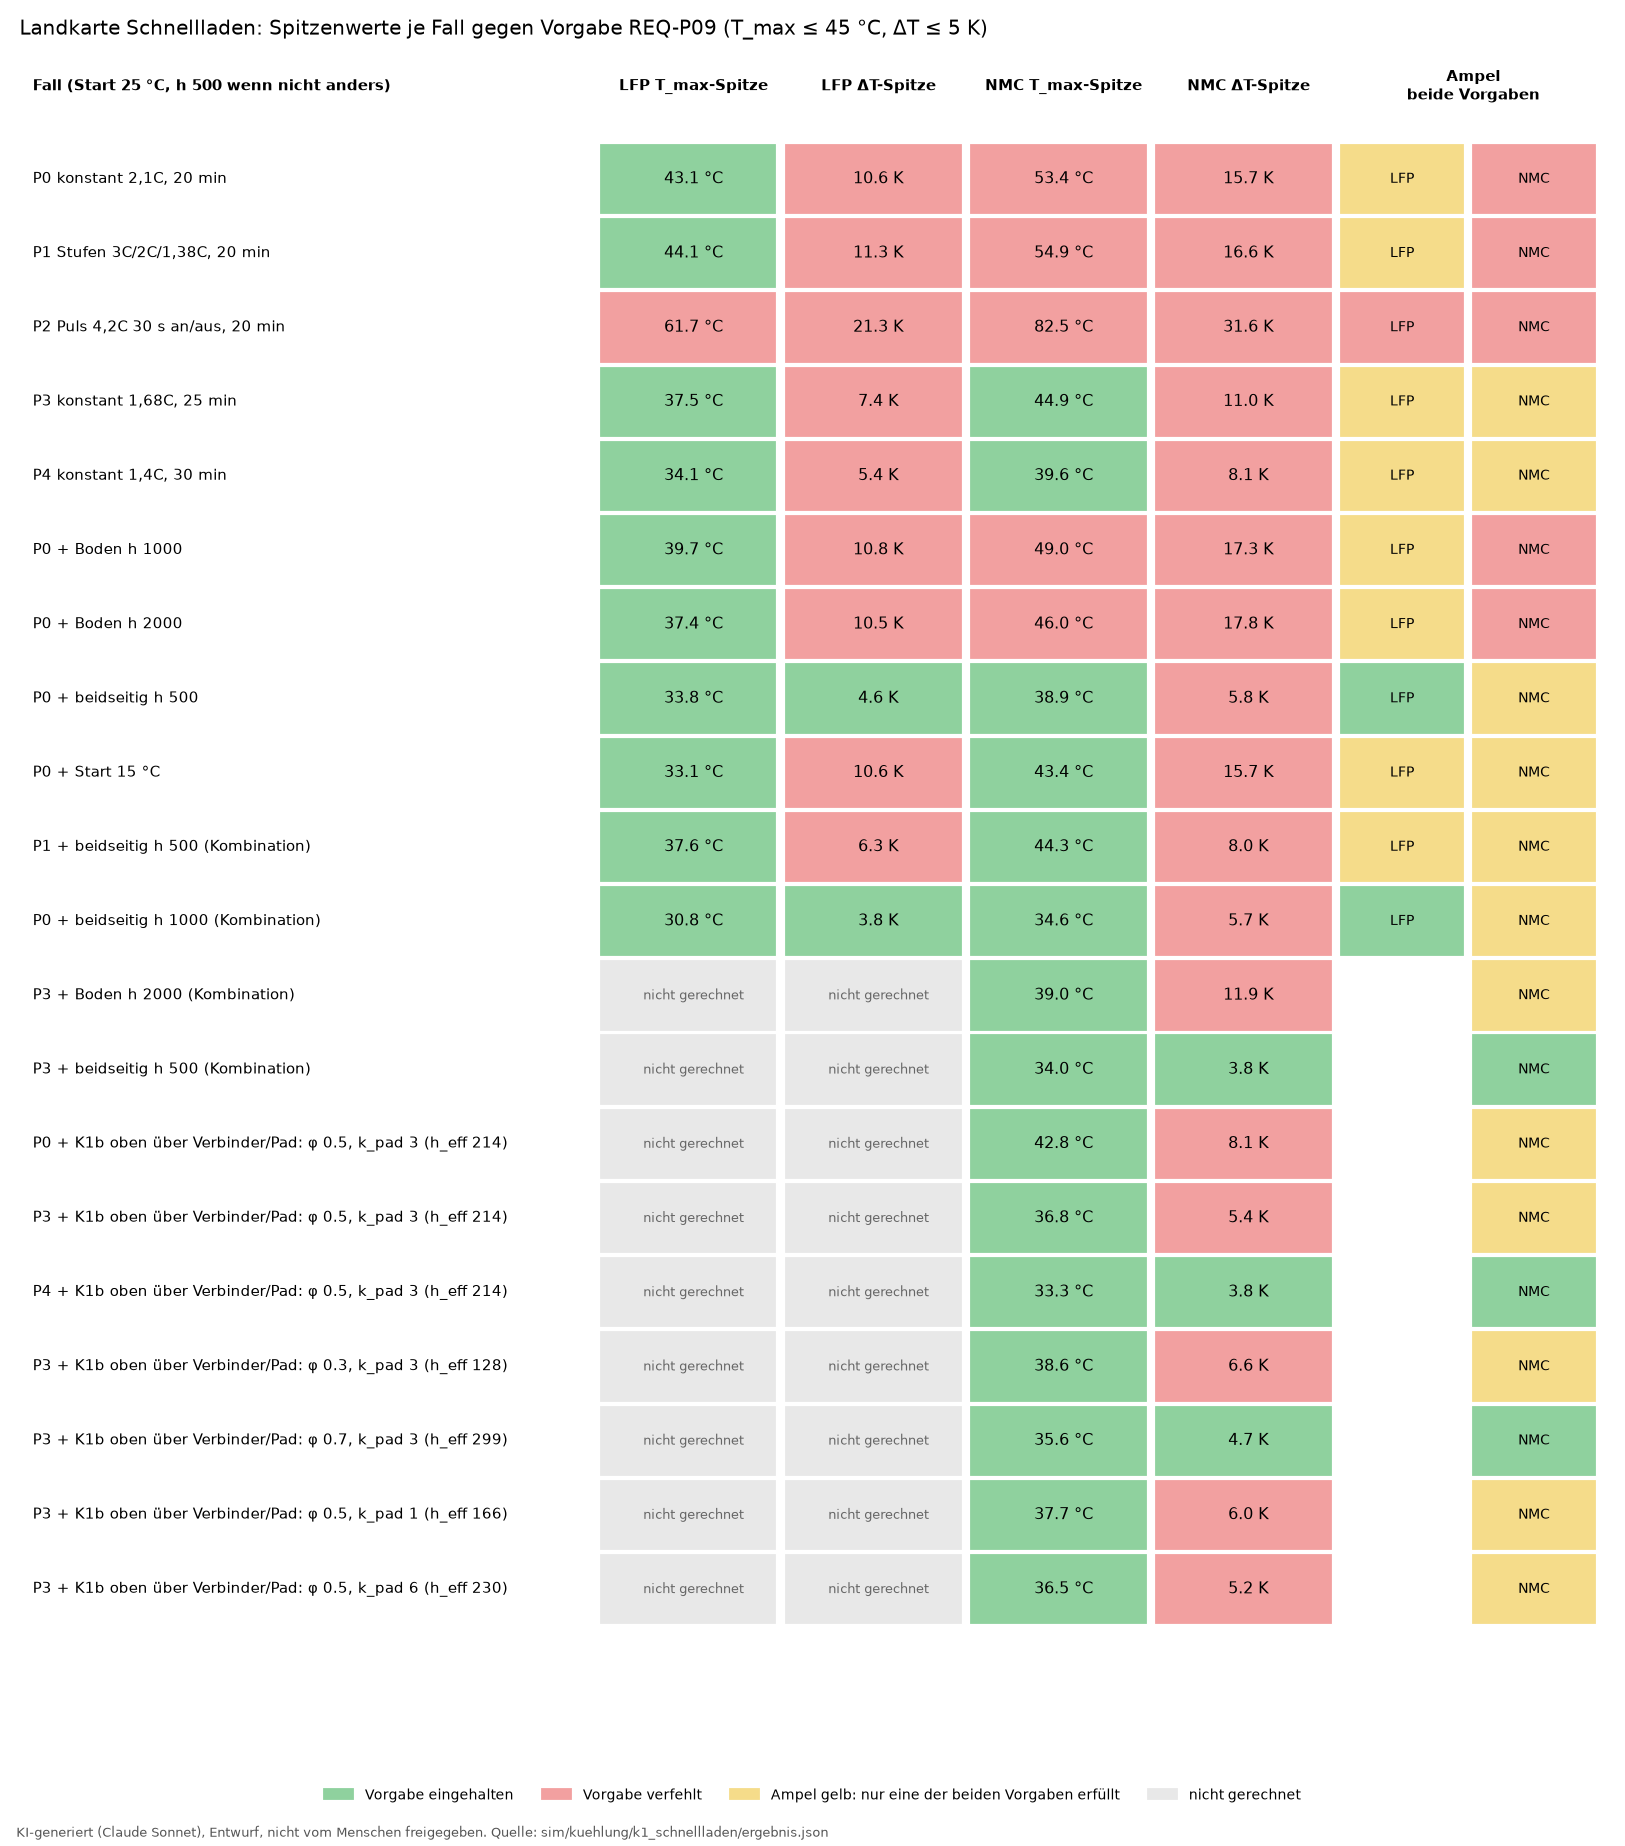 Landkarte Schnellladen: Spitzenwerte je Fall gegen Vorgabe REQ-P09 (T_max ≤ 45 °C, ΔT ≤ 5 K)
Fall (Start 25 °C, h 500 wenn nicht anders) LFP T_max-Spitze LFP ΔT-Spitze NMC T_max-Spitze NMC ΔT-Spitze Ampel
beide Vorgaben
P0 konstant 2,1C, 20 min 43.1 °C 10.6 K 53.4 °C 15.7 K LFP NMC
P1 Stufen 3C/2C/1,38C, 20 min 44.1 °C 11.3 K 54.9 °C 16.6 K LFP NMC
P2 Puls 4,2C 30 s an/aus, 20 min 61.7 °C 21.3 K 82.5 °C 31.6 K LFP NMC
P3 konstant 1,68C, 25 min 37.5 °C 7.4 K 44.9 °C 11.0 K LFP NMC
P4 konstant 1,4C, 30 min 34.1 °C 5.4 K 39.6 °C 8.1 K LFP NMC
P0 + Boden h 1000 39.7 °C 10.8 K 49.0 °C 17.3 K LFP NMC
P0 + Boden h 2000 37.4 °C 10.5 K 46.0 °C 17.8 K LFP NMC
P0 + beidseitig h 500 33.8 °C 4.6 K 38.9 °C 5.8 K LFP NMC
P0 + Start 15 °C 33.1 °C 10.6 K 43.4 °C 15.7 K LFP NMC
P1 + beidseitig h 500 (Kombination) 37.6 °C 6.3 K 44.3 °C 8.0 K LFP NMC
P0 + beidseitig h 1000 (Kombination) 30.8 °C 3.8 K 34.6 °C 5.7 K LFP NMC
P3 + Boden h 2000 (Kombination) nicht gerechnet nicht gerechnet 39.0 °C 11.9 K NMC
P3 + beidseitig h 500 (Kombination) nicht gerechnet nicht gerechnet 34.0 °C 3.8 K NMC
P0 + K1b oben über Verbinder/Pad: φ 0.5, k_pad 3 (h_eff 214) nicht gerechnet nicht gerechnet 42.8 °C 8.1 K NMC
P3 + K1b oben über Verbinder/Pad: φ 0.5, k_pad 3 (h_eff 214) nicht gerechnet nicht gerechnet 36.8 °C 5.4 K NMC
P4 + K1b oben über Verbinder/Pad: φ 0.5, k_pad 3 (h_eff 214) nicht gerechnet nicht gerechnet 33.3 °C 3.8 K NMC
P3 + K1b oben über Verbinder/Pad: φ 0.3, k_pad 3 (h_eff 128) nicht gerechnet nicht gerechnet 38.6 °C 6.6 K NMC
P3 + K1b oben über Verbinder/Pad: φ 0.7, k_pad 3 (h_eff 299) nicht gerechnet nicht gerechnet 35.6 °C 4.7 K NMC
P3 + K1b oben über Verbinder/Pad: φ 0.5, k_pad 1 (h_eff 166) nicht gerechnet nicht gerechnet 37.7 °C 6.0 K NMC
P3 + K1b oben über Verbinder/Pad: φ 0.5, k_pad 6 (h_eff 230) nicht gerechnet nicht gerechnet 36.5 °C 5.2 K NMC
Vorgabe eingehalten Vorgabe verfehlt Ampel gelb: nur eine der beiden Vorgaben erfüllt nicht gerechnet
KI-generiert (Claude Sonnet), Entwurf, nicht vom Menschen freigegeben. Quelle: sim/kuehlung/k1_schnellladen/ergebnis.json